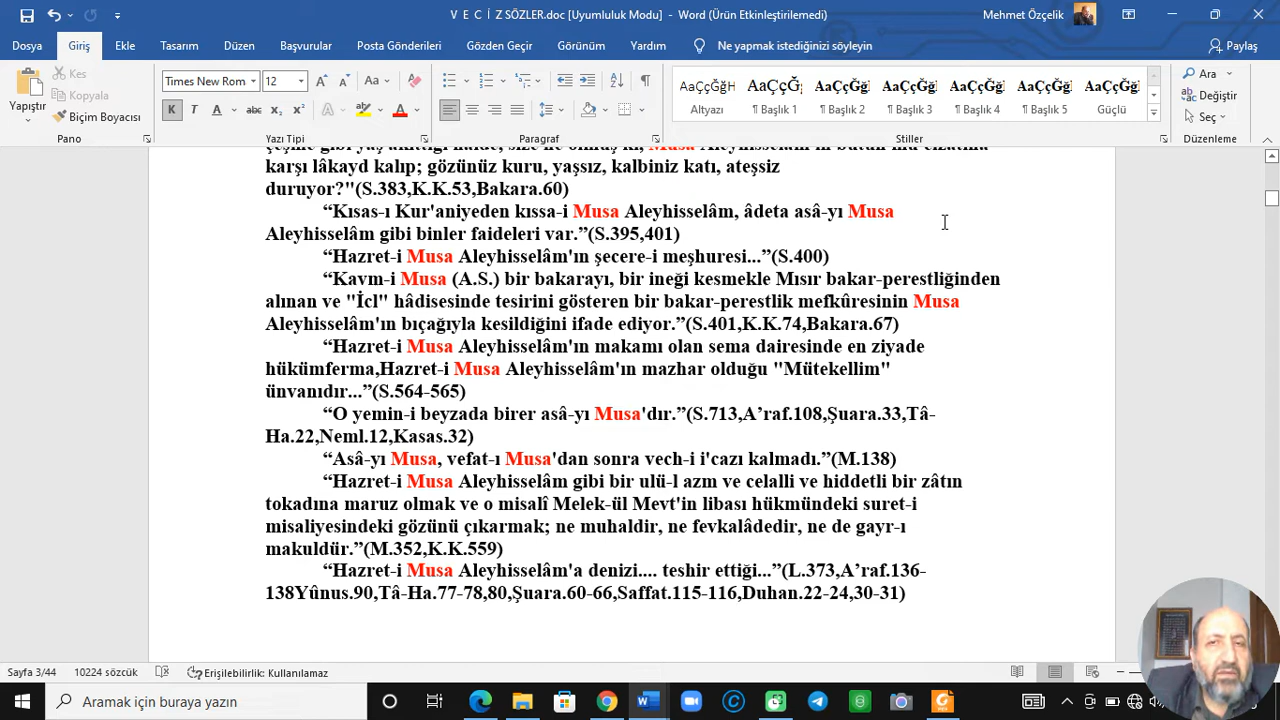 V E C İ Z SÖZLER.doc [Uyumluluk Modu] - Word (Ürün Etkinleştirilemedi)
Mehmet Özçelik
Dosya Giriş Ekle Tasarım Düzen Başvurular Posta Gönderileri Gözden Geçir Görünüm Yardım Ne yapmak istediğinizi söyleyin Paylaş
Yapıştır
Kes
Kopyala
Biçim Boyacısı
Times New Rom 12
Aa
K T A abc x₂ x² A A
AaÇçĞğH AaÇçĞğ AaÇçĞğ AaÇçĞğ AaÇçĞğ AaÇçĞğ AaÇçĞğ
Altyazı ¶ Başlık 1 ¶ Başlık 2 ¶ Başlık 3 ¶ Başlık 4 ¶ Başlık 5 Güçlü
Ara
Değiştir
Seç
Pano Yazı Tipi Paragraf Stiller Düzenleme
karşı lâkayd kalıp; gözünüz kuru, yaşsız, kalbiniz katı, ateşsiz
duruyor?"(S.383,K.K.53,Bakara.60)
“Kısas-ı Kur'aniyeden kıssa-i Musa Aleyhisselâm, âdeta asâ-yı Musa
Aleyhisselâm gibi binler faideleri var.”(S.395,401)
“Hazret-i Musa Aleyhisselâm'ın şecere-i meşhuresi...”(S.400)
“Kavm-i Musa (A.S.) bir bakarayı, bir ineği kesmekle Mısır bakar-perestliğinden
alınan ve "İcl" hâdisesinde tesirini gösteren bir bakar-perestlik mefkûresinin Musa
Aleyhisselâm'ın bıçağıyla kesildiğini ifade ediyor.”(S.401,K.K.74,Bakara.67)
“Hazret-i Musa Aleyhisselâm'ın makamı olan sema dairesinde en ziyade
hükümferma,Hazret-i Musa Aleyhisselâm'ın mazhar olduğu "Mütekellim"
ünvanıdır...”(S.564-565)
“O yemin-i beyzada birer asâ-yı Musa'dır.”(S.713,A’raf.108,Şuara.33,Tâ-
Ha.22,Neml.12,Kasas.32)
“Asâ-yı Musa, vefat-ı Musa'dan sonra vech-i i'cazı kalmadı.”(M.138)
“Hazret-i Musa Aleyhisselâm gibi bir ulü-l azm ve celalli ve hiddetli bir zâtın
tokadına maruz olmak ve o misalî Melek-ül Mevt'in libası hükmündeki suret-i
misaliyesindeki gözünü çıkarmak; ne muhaldir, ne fevkalâdedir, ne de gayr-ı
makuldür.”(M.352,K.K.559)
“Hazret-i Musa Aleyhisselâm'a denizi.... teshir ettiği...”(L.373,A’raf.136-
138Yûnus.90,Tâ-Ha.77-78,80,Şuara.60-66,Saffat.115-116,Duhan.22-24,30-31)
Sayfa 3/44 10224 sözcük Erişilebilirlik: Kullanılamaz
Aramak için buraya yazın